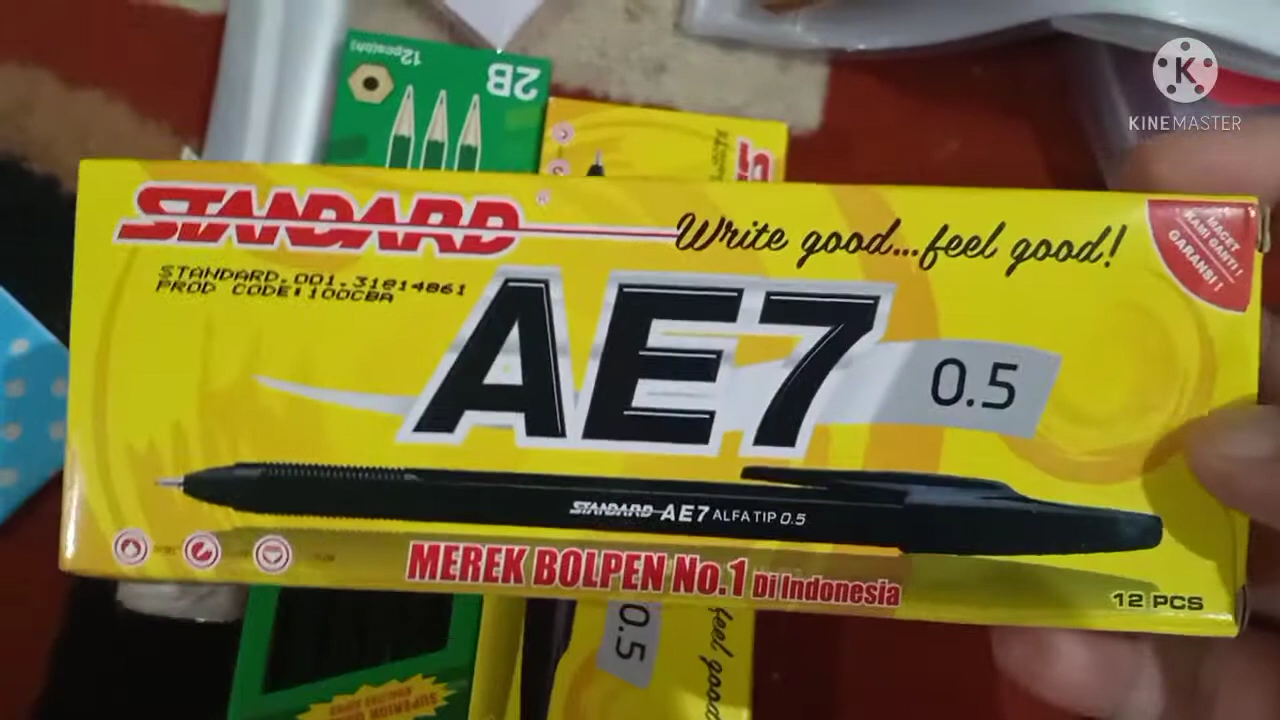 KINEMASTER
2B
12pcs(bh)
STANDARD
Write good...feel good!
MACET
KAMI GANTI!
GARANSI!
STANDARD.001.31014861
PROD CODE:100CBA
AE7
0.5
STANDARD AE7 ALFA TIP 0.5
MEREK BOLPEN No.1 Di Indonesia
12 PCS
0.5
feel good